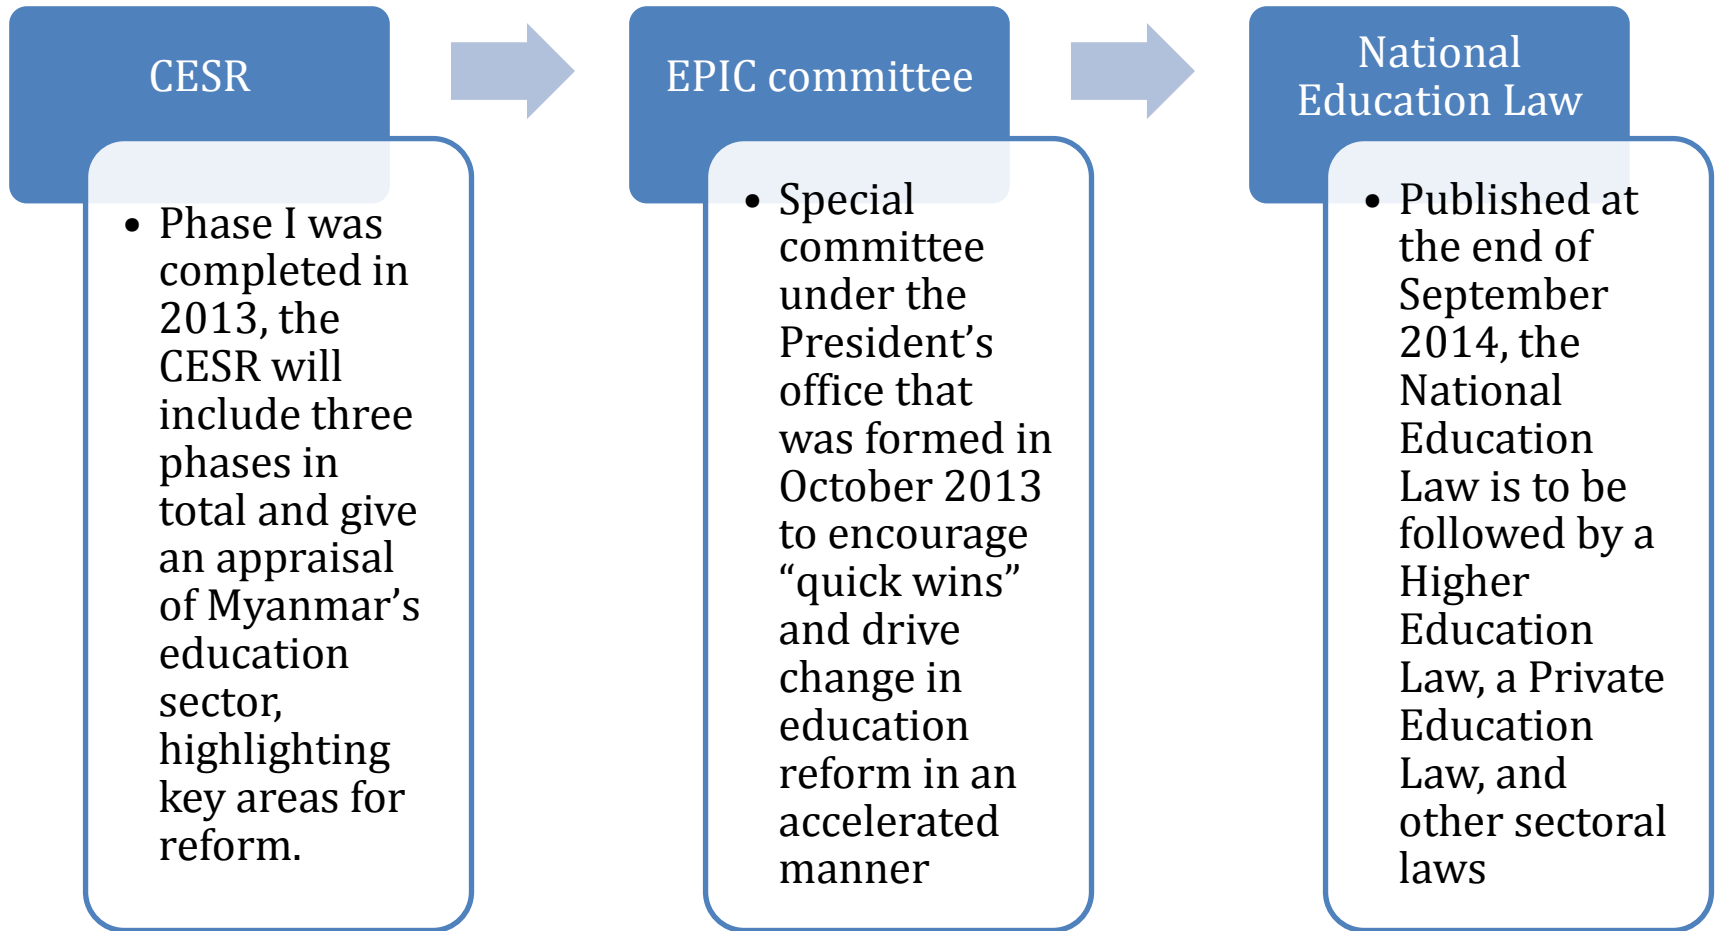 CESR
• Phase I was
completed in
2013, the
CESR will
include three
phases in
total and give
an appraisal
of Myanmar’s
education
sector,
highlighting
key areas for
reform.
EPIC committee
• Special
committee
under the
President’s
office that
was formed in
October 2013
to encourage
“quick wins”
and drive
change in
education
reform in an
accelerated
manner
National
Education Law
• Published at
the end of
September
2014, the
National
Education
Law is to be
followed by a
Higher
Education
Law, a Private
Education
Law, and
other sectoral
laws